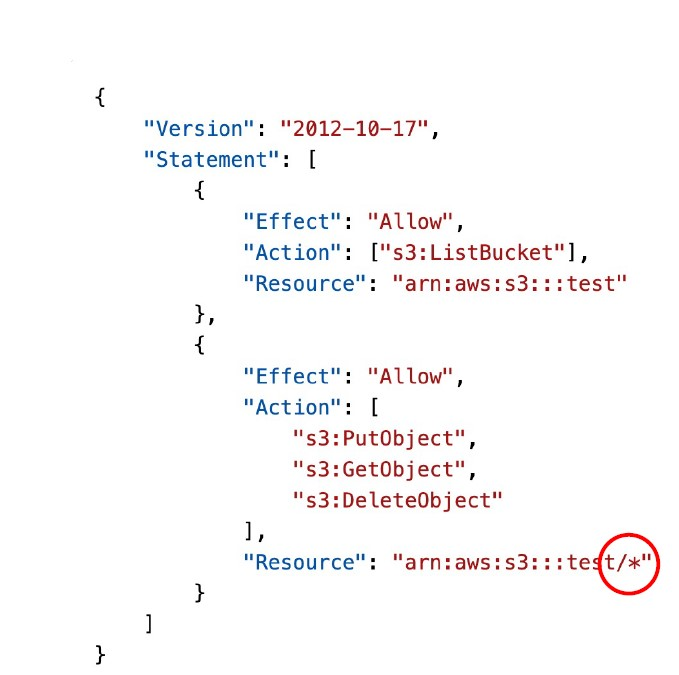 {
"Version": "2012-10-17",
"Statement": [
{
"Effect": "Allow",
"Action": ["s3:ListBucket"],
"Resource": "arn:aws:s3:::test"
},
{
"Effect": "Allow",
"Action": [
"s3:PutObject",
"s3:GetObject",
"s3:DeleteObject"
],
"Resource": "arn:aws:s3:::test/*"
}
]
}